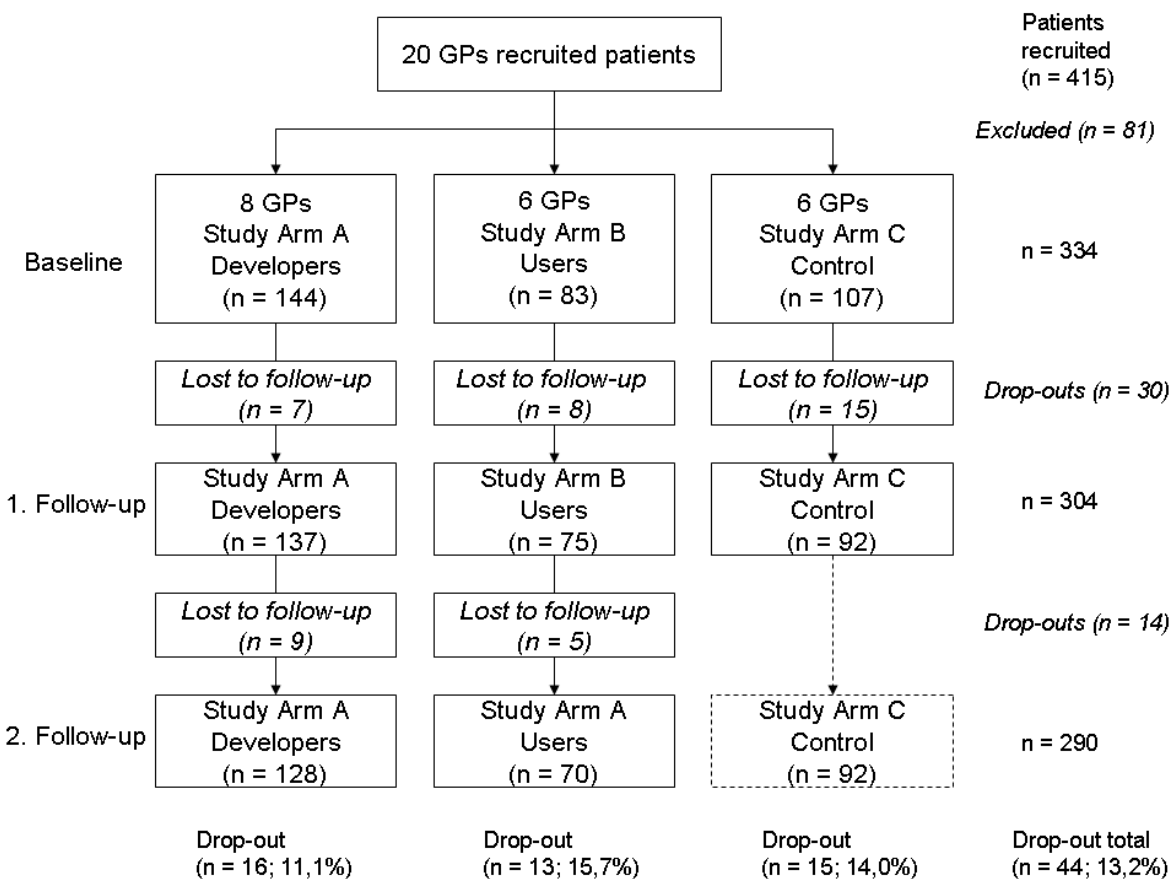 20 GPs recruited patients
Patients
recruited
(n = 415)
Excluded (n = 81)
Baseline
8 GPs
Study Arm A
Developers
(n = 144)
6 GPs
Study Arm B
Users
(n = 83)
6 GPs
Study Arm C
Control
(n = 107)
n = 334
Lost to follow-up
(n = 7)
Lost to follow-up
(n = 8)
Lost to follow-up
(n = 15)
Drop-outs (n = 30)
1. Follow-up
Study Arm A
Developers
(n = 137)
Study Arm B
Users
(n = 75)
Study Arm C
Control
(n = 92)
n = 304
Lost to follow-up
(n = 9)
Lost to follow-up
(n = 5)
Drop-outs (n = 14)
2. Follow-up
Study Arm A
Developers
(n = 128)
Study Arm A
Users
(n = 70)
Study Arm C
Control
(n = 92)
n = 290
Drop-out
(n = 16; 11,1%)
Drop-out
(n = 13; 15,7%)
Drop-out
(n = 15; 14,0%)
Drop-out total
(n = 44; 13,2%)